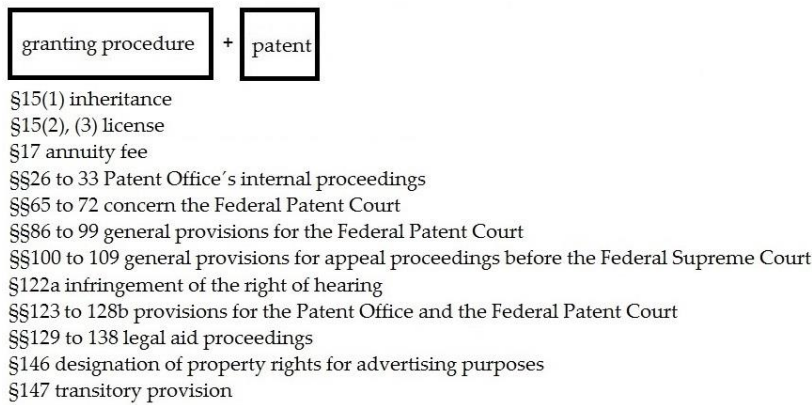 granting procedure + patent
§15(1) inheritance
§15(2), (3) license
§17 annuity fee
§§26 to 33 Patent Office´s internal proceedings
§§65 to 72 concern the Federal Patent Court
§§86 to 99 general provisions for the Federal Patent Court
§§100 to 109 general provisions for appeal proceedings before the Federal Supreme Court
§122a infringement of the right of hearing
§§123 to 128b provisions for the Patent Office and the Federal Patent Court
§§129 to 138 legal aid proceedings
§146 designation of property rights for advertising purposes
§147 transitory provision